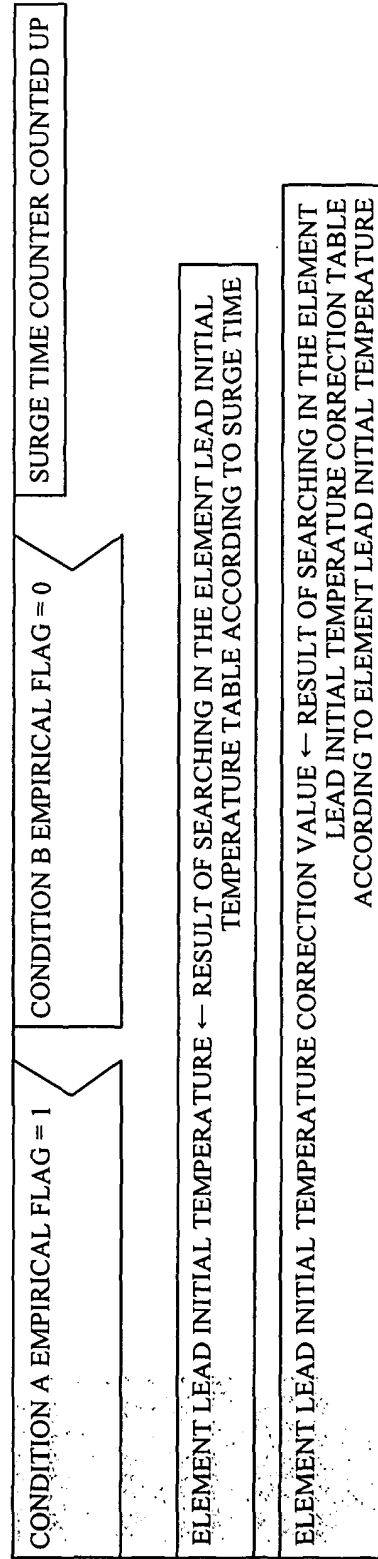 CONDITION A EMPIRICAL FLAG = 1
CONDITION B EMPIRICAL FLAG = 0
SURGE TIME COUNTER COUNTED UP
ELEMENT LEAD INITIAL TEMPERATURE ← RESULT OF SEARCHING IN THE ELEMENT LEAD INITIAL
TEMPERATURE TABLE ACCORDING TO SURGE TIME
ELEMENT LEAD INITIAL TEMPERATURE CORRECTION VALUE ← RESULT OF SEARCHING IN THE ELEMENT
LEAD INITIAL TEMPERATURE CORRECTION TABLE
ACCORDING TO ELEMENT LEAD INITIAL TEMPERATURE